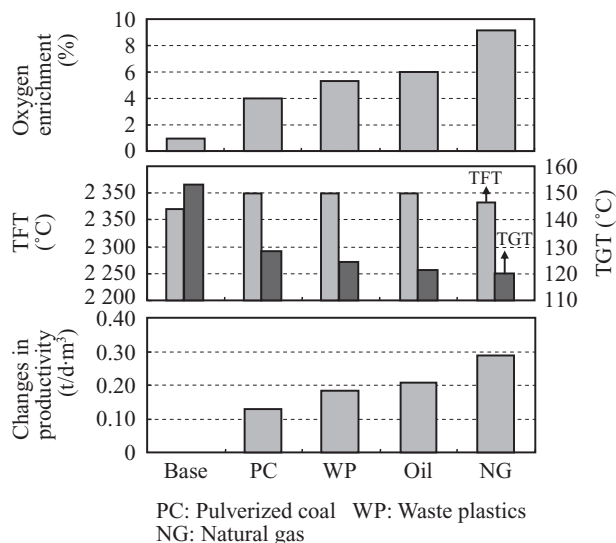 Oxygen
enrichment
(%)
10
8
6
4
2
0
TFT
(˚C)
2 350
2 350
2 300
2 250
2 200
TFT
TGT
160
150
140
130
120
110
TGT (˚C)
Changes in
productivity
(t/d·m³)
0.40
0.30
0.20
0.10
0
Base PC WP Oil NG
PC: Pulverized coal WP: Waste plastics
NG: Natural gas